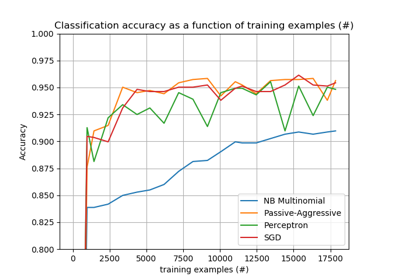 Classification accuracy as a function of training examples (#)
1.000
0.975
0.950
0.925
0.900
0.875
0.850
0.825
0.800
Accuracy
NB Multinomial
Passive-Aggressive
Perceptron
SGD
0 2500 5000 7500 10000 12500 15000 17500
training examples (#)